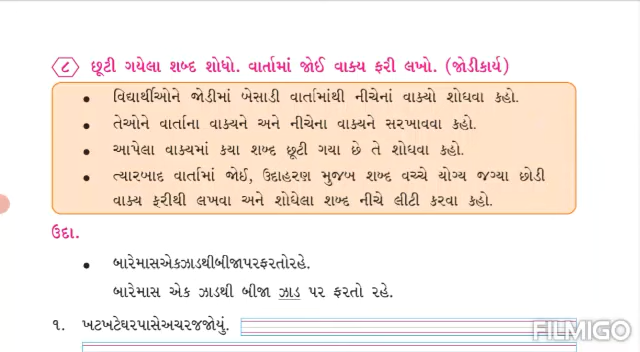 ૮ છૂટી ગયેલા શબ્દ શોધો. વાર્તામાં જોઈ વાક્ય ફરી લખો. (જોડીકાર્ય)
• વિદ્યાર્થીઓને જોડીમાં બેસાડી વાર્તામાંથી નીચેનાં વાક્યો શોધવા કહો.
• તેઓને વાર્તાના વાક્યને અને નીચેના વાક્યને સરખાવવા કહો.
• આપેલા વાક્યમાં કયા શબ્દ છૂટી ગયા છે તે શોધવા કહો.
• ત્યારબાદ વાર્તામાં જોઈ, ઉદાહરણ મુજબ શબ્દ વચ્ચે યોગ્ય જગ્યા છોડી
વાક્ય ફરીથી લખવા અને શોધેલા શબ્દ નીચે લીટી કરવા કહો.
ઉદા.
• બારેમાસએકઝાડથીબીજાપરફરતોરહે.
બારેમાસ એક ઝાડથી બીજા ઝાડ પર ફરતો રહે.
૧. ખટખટેઘરપાસેઅચરજજોયું.
FILMIGO